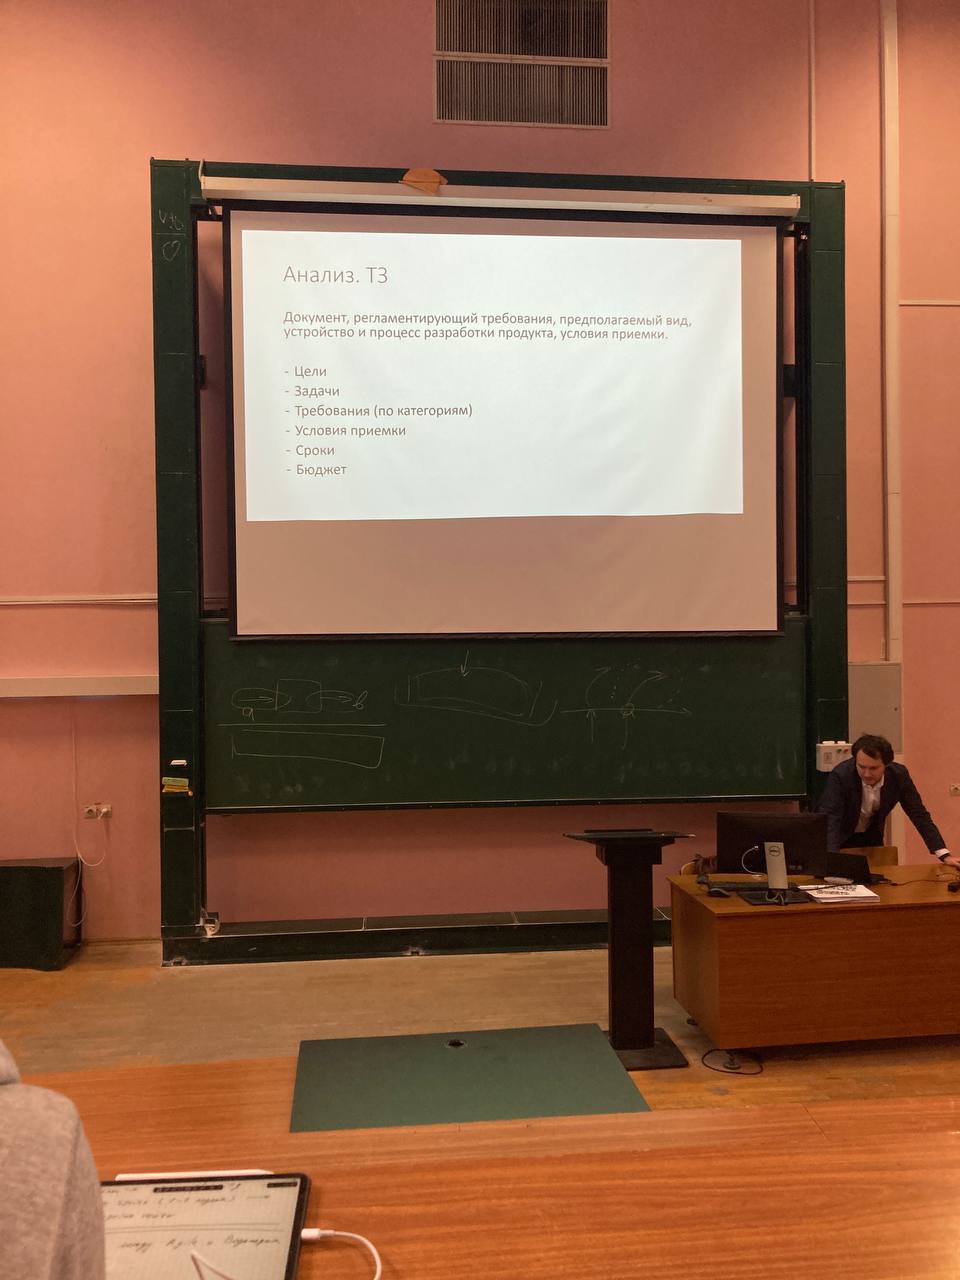 Анализ. ТЗ
Документ, регламентирующий требования, предполагаемый вид,
устройство и процесс разработки продукта, условия приемки.
- Цели
- Задачи
- Требования (по категориям)
- Условия приемки
- Сроки
- Бюджет
a
DELL